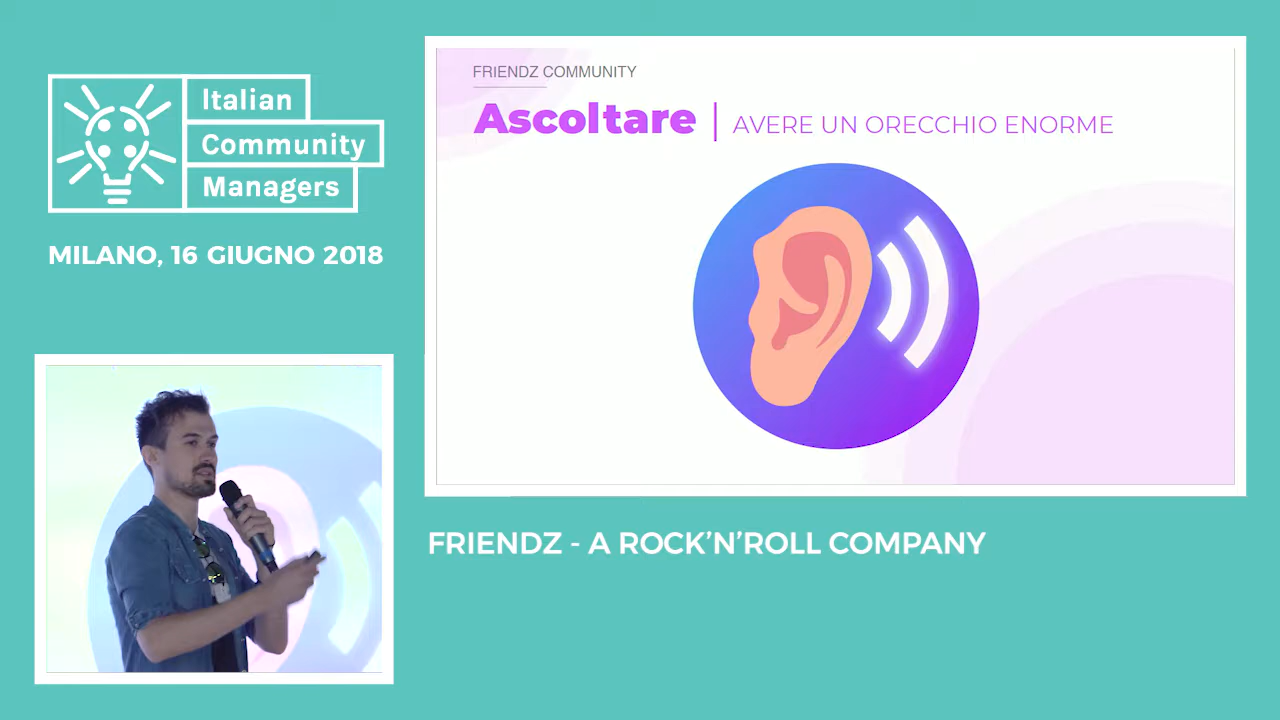 Italian
Community
Managers
MILANO, 16 GIUGNO 2018
FRIENDZ COMMUNITY
Ascoltare | AVERE UN ORECCHIO ENORME
FRIENDZ - A ROCK’N’ROLL COMPANY